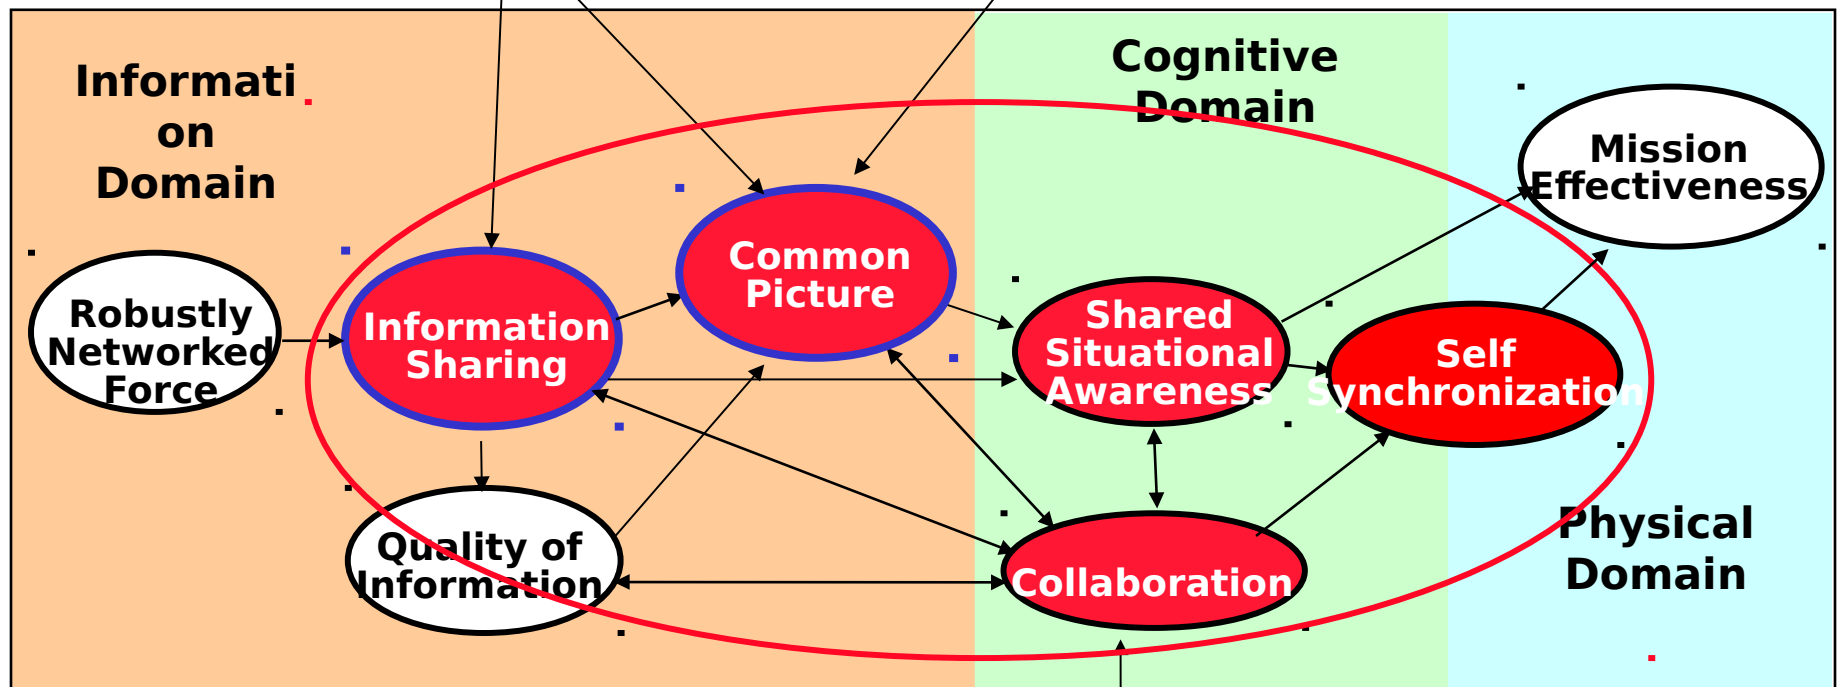 Informati
on
Domain
Cognitive
Domain
Mission
Effectiveness
Common
Picture
Robustly
Networked
Force
Information
Sharing
Shared
Situational
Awareness
Self
Synchronization
Quality of
Information
Collaboration
Physical
Domain